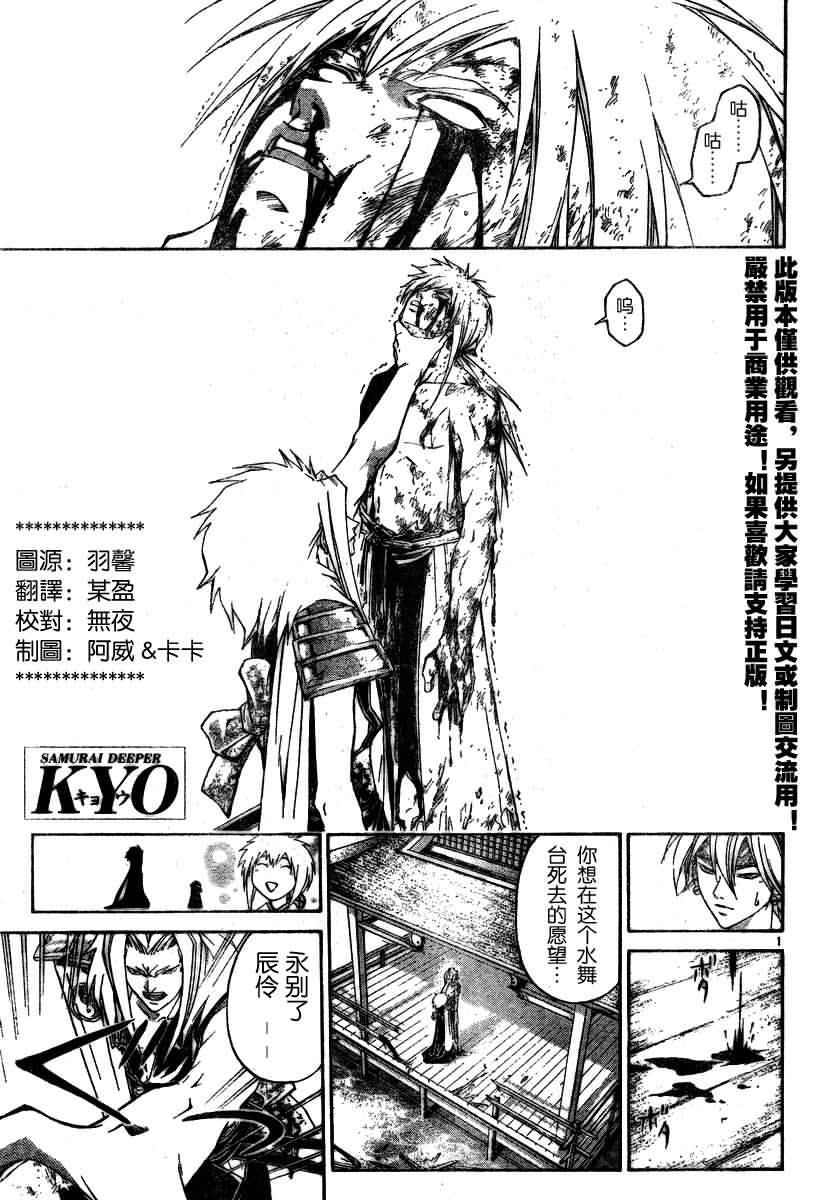 咕……
咕……
呜…
此版本僅供觀看，另提供大家學習日文或制圖交流用！
嚴禁用于商業用途！如果喜歡請支持正版！
**************
圖源：羽馨
翻譯：某盈
校對：無夜
制圖：阿威&卡卡
**************
SAMURAI DEEPER
KYO
キョウ
1
ボタ
ボタ
你想在这个水舞
台死去的愿望…
永别了
辰伶
——